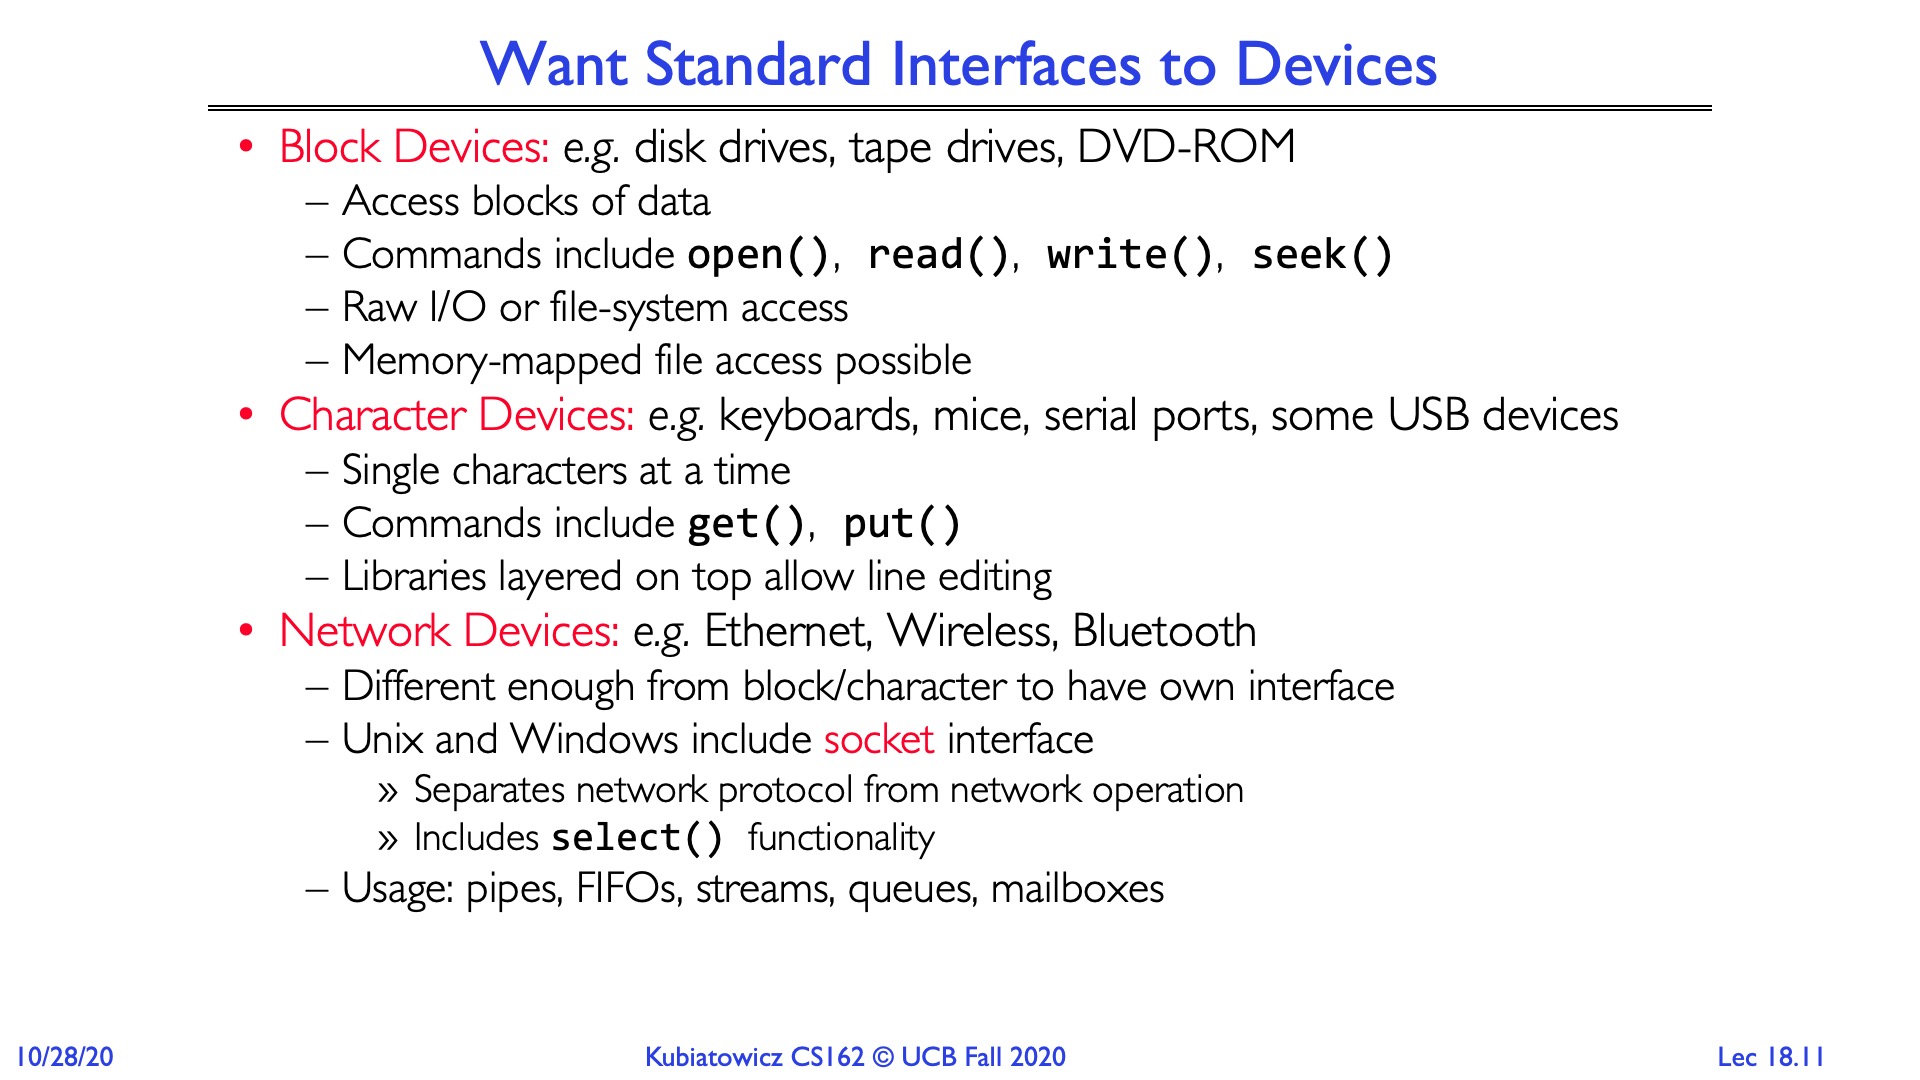 Want Standard Interfaces to Devices
• Block Devices: e.g. disk drives, tape drives, DVD-ROM
– Access blocks of data
– Commands include open(), read(), write(), seek()
– Raw I/O or file-system access
– Memory-mapped file access possible
• Character Devices: e.g. keyboards, mice, serial ports, some USB devices
– Single characters at a time
– Commands include get(), put()
– Libraries layered on top allow line editing
• Network Devices: e.g. Ethernet, Wireless, Bluetooth
– Different enough from block/character to have own interface
– Unix and Windows include socket interface
» Separates network protocol from network operation
» Includes select() functionality
– Usage: pipes, FIFOs, streams, queues, mailboxes
10/28/20
Kubiatowicz CS162 © UCB Fall 2020
Lec 18.11